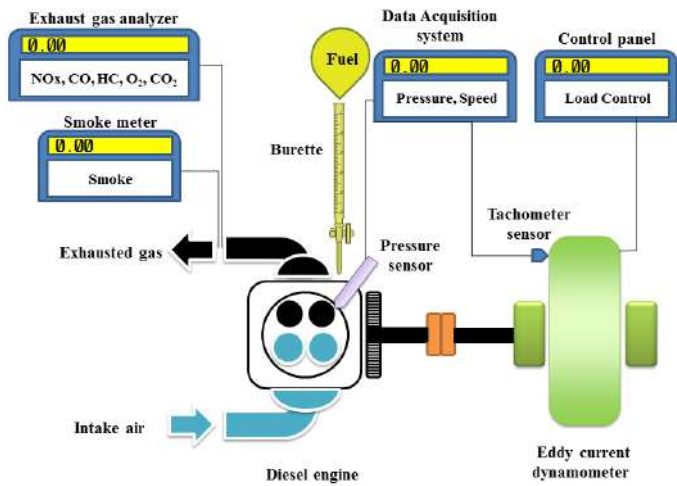 Exhaust gas analyzer
0.00
NOx, CO, HC, O₂, CO₂
Smoke meter
0.00
Smoke
Fuel
Burette
Data Acquisition
system
0.00
Pressure, Speed
Control panel
0.00
Load Control
Exhausted gas
Pressure
sensor
Tachometer
sensor
Intake air
Diesel engine
Eddy current
dynamometer